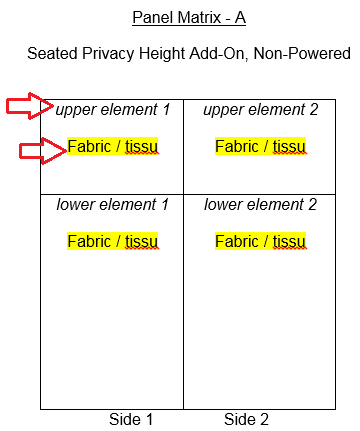 Panel Matrix - A
Seated Privacy Height Add-On, Non-Powered
upper element 1 upper element 2
Fabric / tissu Fabric / tissu
lower element 1 lower element 2
Fabric / tissu Fabric / tissu
Side 1 Side 2